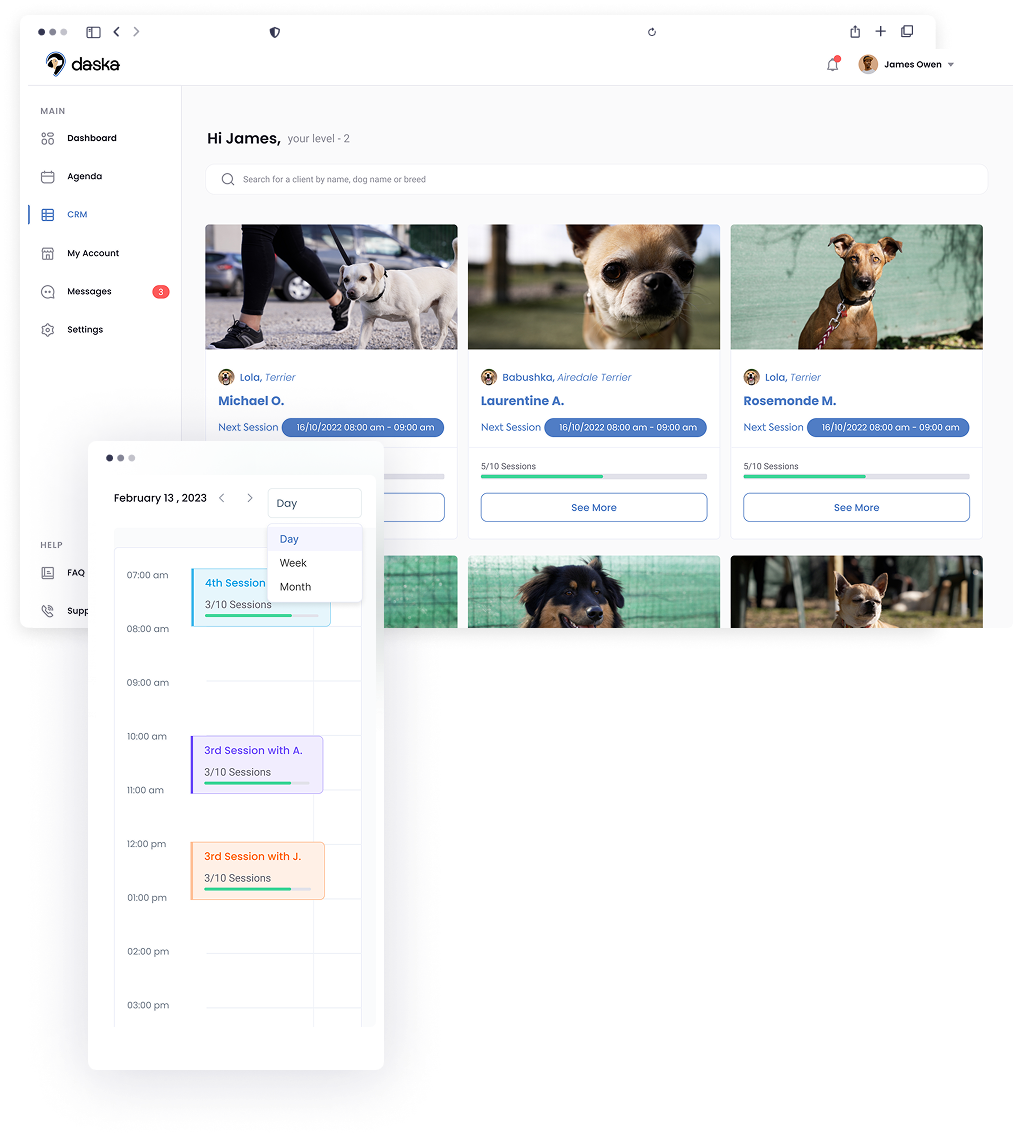 daska
James Owen
MAIN
Dashboard
Agenda
CRM
My Account
Messages 3
Settings
HELP
FAQ
Supp
Hi James, your level - 2
Search for a client by name, dog name or breed
Lola, Terrier
Michael O.
Next Session 16/10/2022 08:00 am - 09:00 am
Babushka, Airedale Terrier
Laurentine A.
Next Session 16/10/2022 08:00 am - 09:00 am
5/10 Sessions
See More
Lola, Terrier
Rosemonde M.
Next Session 16/10/2022 08:00 am - 09:00 am
5/10 Sessions
See More
February 13 , 2023
Day
Day
Week
Month
07:00 am
4th Session
3/10 Sessions
08:00 am
09:00 am
10:00 am
3rd Session with A.
3/10 Sessions
11:00 am
12:00 pm
3rd Session with J.
3/10 Sessions
01:00 pm
02:00 pm
03:00 pm